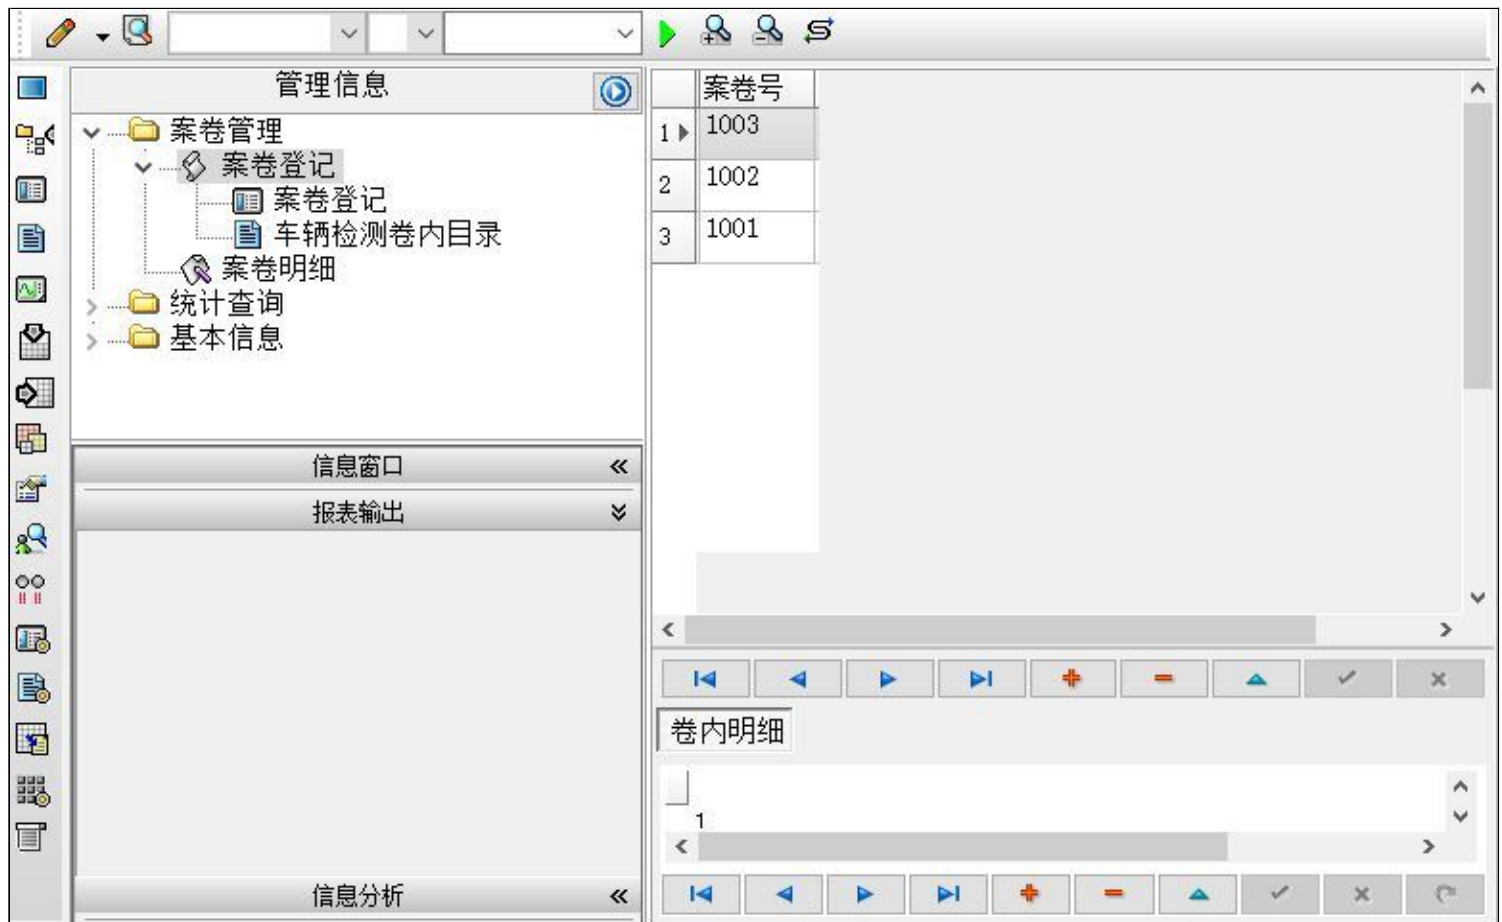 管理信息
案卷管理
案卷登记
案卷登记
车辆检测卷内目录
案卷明细
统计查询
基本信息
信息窗口
报表输出
信息分析
案卷号
1 1003
2 1002
3 1001
卷内明细
1